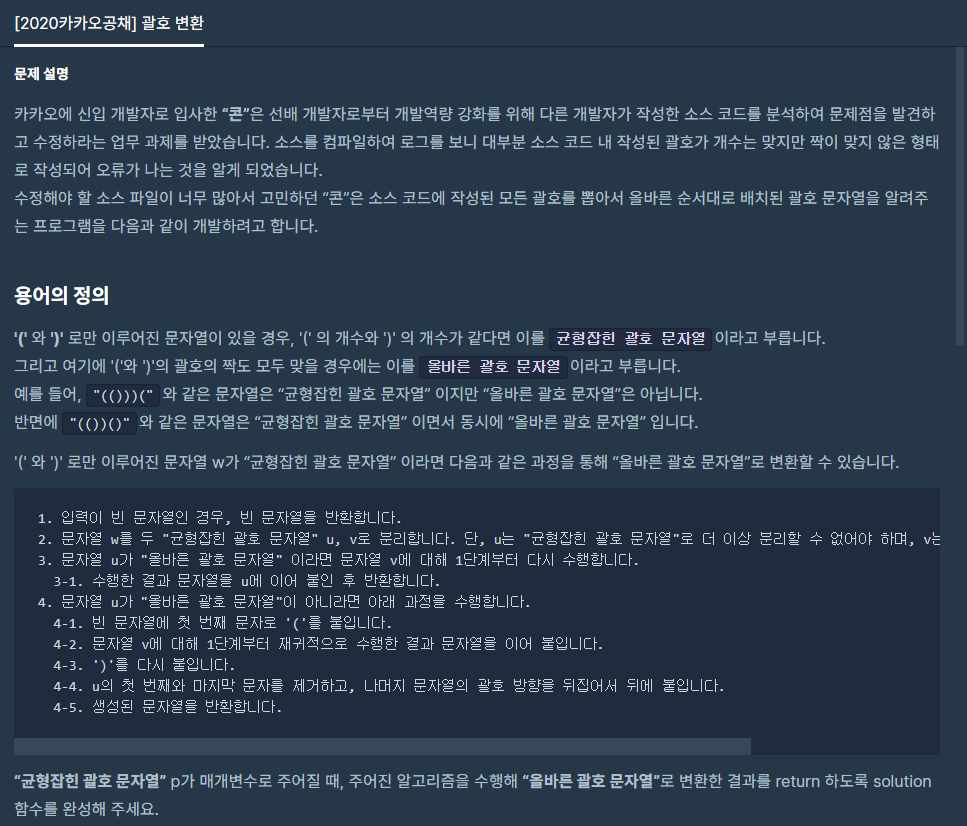 [2020카카오공채] 괄호 변환
문제 설명
카카오에 신입 개발자로 입사한 “콘”은 선배 개발자로부터 개발역량 강화를 위해 다른 개발자가 작성한 소스 코드를 분석하여 문제점을 발견하
고 수정하라는 업무 과제를 받았습니다. 소스를 컴파일하여 로그를 보니 대부분 소스 코드 내 작성된 괄호가 개수는 맞지만 짝이 맞지 않은 형태
로 작성되어 오류가 나는 것을 알게 되었습니다.
수정해야 할 소스 파일이 너무 많아서 고민하던 “콘”은 소스 코드에 작성된 모든 괄호를 뽑아서 올바른 순서대로 배치된 괄호 문자열을 알려주
는 프로그램을 다음과 같이 개발하려고 합니다.
용어의 정의
'(' 와 ')' 로만 이루어진 문자열이 있을 경우, '(' 의 개수와 ')' 의 개수가 같다면 이를 균형잡힌 괄호 문자열 이라고 부릅니다.
그리고 여기에 '('와 ')'의 괄호의 짝도 모두 맞을 경우에는 이를 올바른 괄호 문자열 이라고 부릅니다.
예를 들어, "(()))(" 와 같은 문자열은 “균형잡힌 괄호 문자열” 이지만 “올바른 괄호 문자열”은 아닙니다.
반면에 "(())()" 와 같은 문자열은 “균형잡힌 괄호 문자열” 이면서 동시에 “올바른 괄호 문자열” 입니다.
'(' 와 ')' 로만 이루어진 문자열 w가 “균형잡힌 괄호 문자열” 이라면 다음과 같은 과정을 통해 “올바른 괄호 문자열”로 변환할 수 있습니다.
1. 입력이 빈 문자열인 경우, 빈 문자열을 반환합니다.
2. 문자열 w를 두 "균형잡힌 괄호 문자열" u, v로 분리합니다. 단, u는 "균형잡힌 괄호 문자열"로 더 이상 분리할 수 없어야 하며, v는
3. 문자열 u가 "올바른 괄호 문자열" 이라면 문자열 v에 대해 1단계부터 다시 수행합니다.
3-1. 수행한 결과 문자열을 u에 이어 붙인 후 반환합니다.
4. 문자열 u가 "올바른 괄호 문자열"이 아니라면 아래 과정을 수행합니다.
4-1. 빈 문자열에 첫 번째 문자로 '('를 붙입니다.
4-2. 문자열 v에 대해 1단계부터 재귀적으로 수행한 결과 문자열을 이어 붙입니다.
4-3. ')'를 다시 붙입니다.
4-4. u의 첫 번째와 마지막 문자를 제거하고, 나머지 문자열의 괄호 방향을 뒤집어서 뒤에 붙입니다.
4-5. 생성된 문자열을 반환합니다.
“균형잡힌 괄호 문자열” p가 매개변수로 주어질 때, 주어진 알고리즘을 수행해 “올바른 괄호 문자열”로 변환한 결과를 return 하도록 solution
함수를 완성해 주세요.